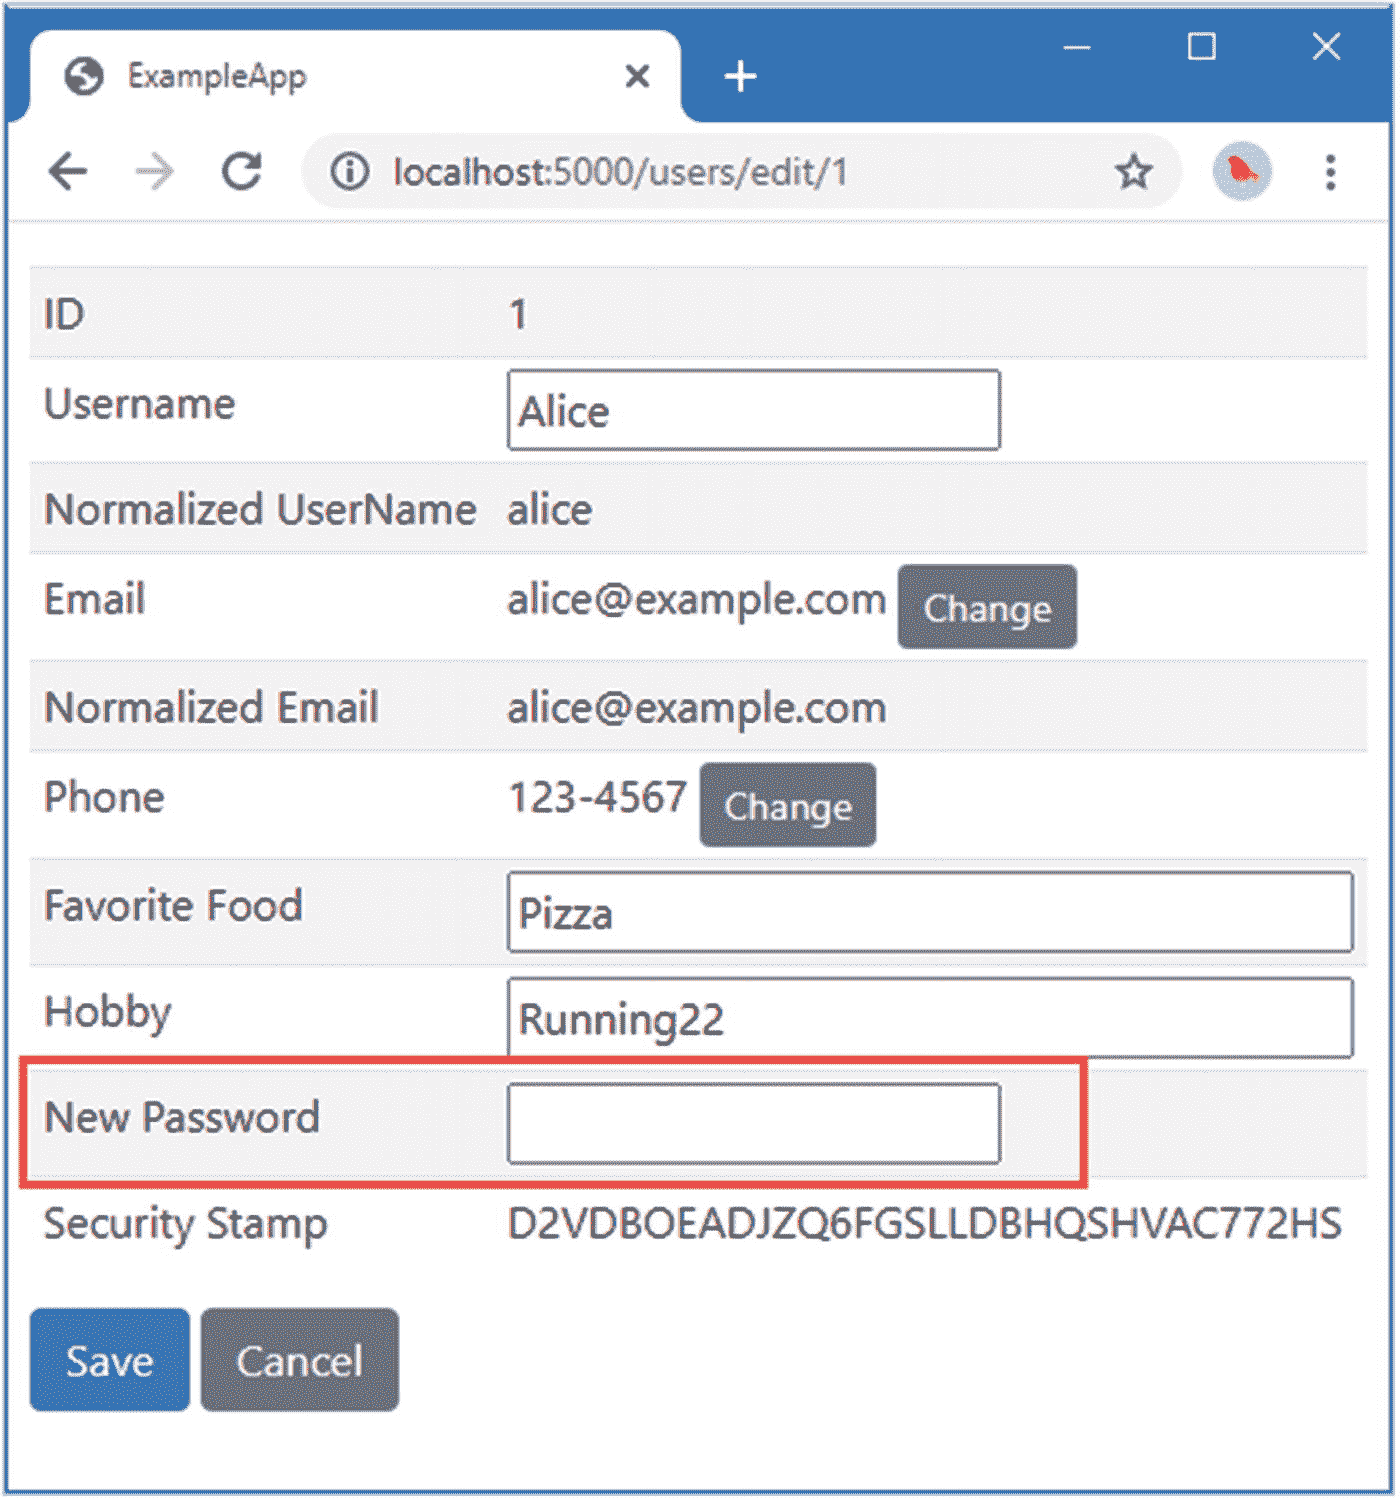 ExampleApp
localhost:5000/users/edit/1
ID 1
Username Alice
Normalized UserName alice
Email alice@example.com Change
Normalized Email alice@example.com
Phone 123-4567 Change
Favorite Food Pizza
Hobby Running22
New Password
Security Stamp D2VDBOEADJZQ6FGSLLDBHQSHVAC772HS
Save Cancel